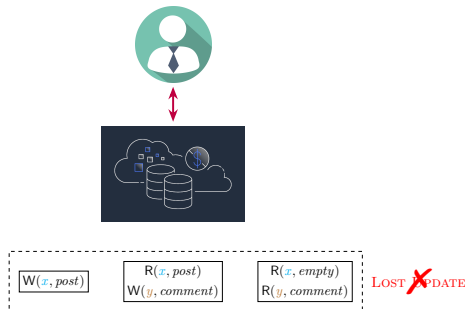 $
R(x, post) R(x, empty)
W(x, post) LOST UPDATE
W(y, comment) R(y, comment)